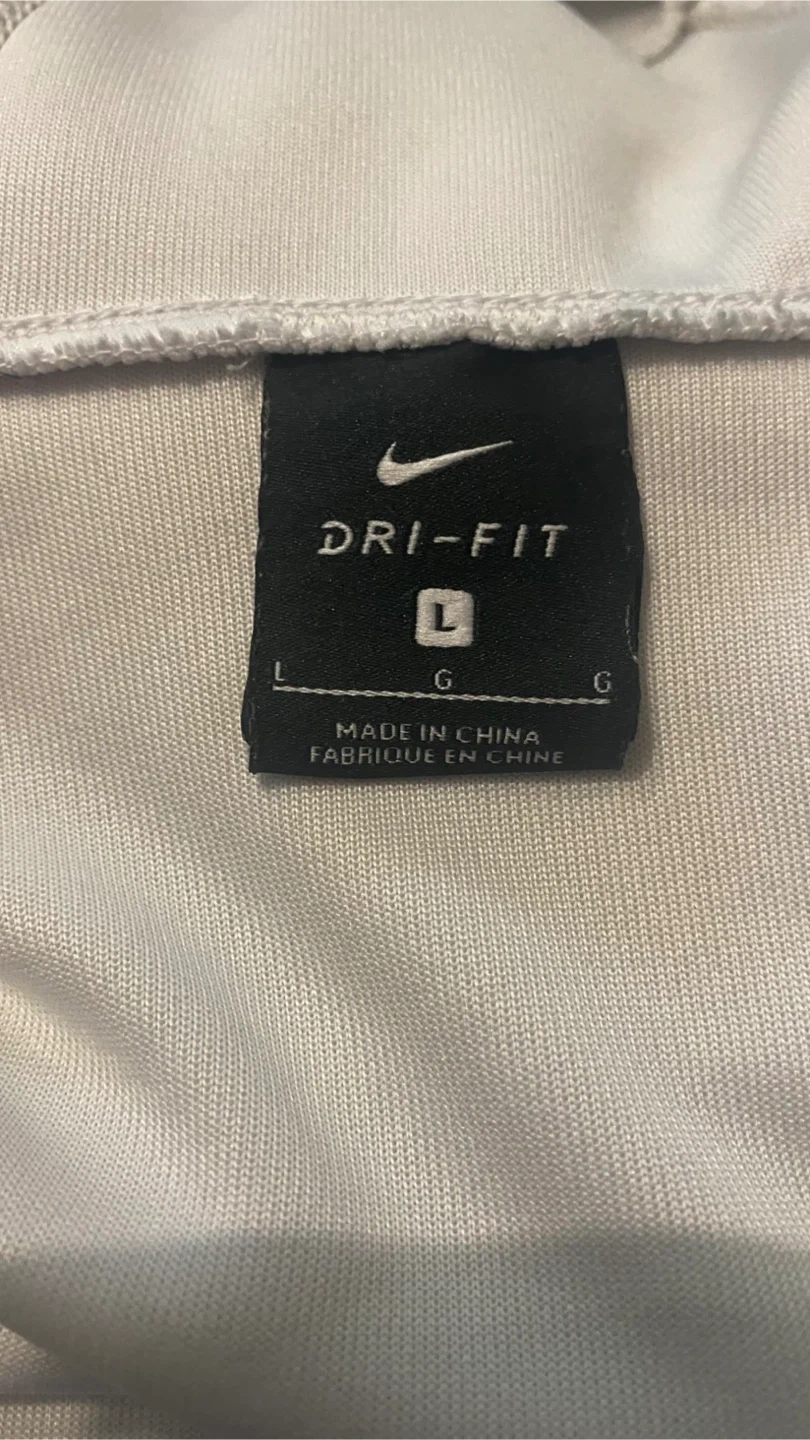 DRI-FIT
L
L G G
MADE IN CHINA
FABRIQUE EN CHINE